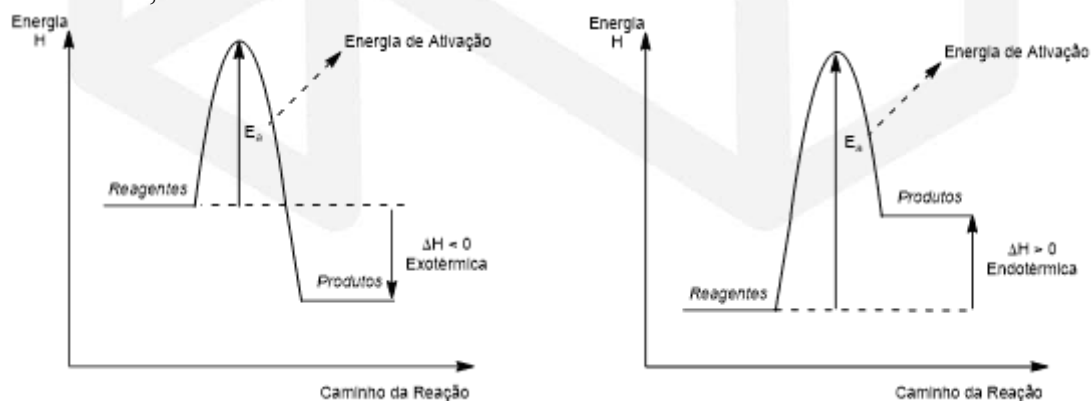 Energia
H
Energia de Ativação
Ea
Reagentes
ΔH < 0
Exotérmica
Produtos
Caminho da Reação
Energia
H
Energia de Ativação
Ea
Produtos
ΔH > 0
Endotérmica
Reagentes
Caminho da Reação